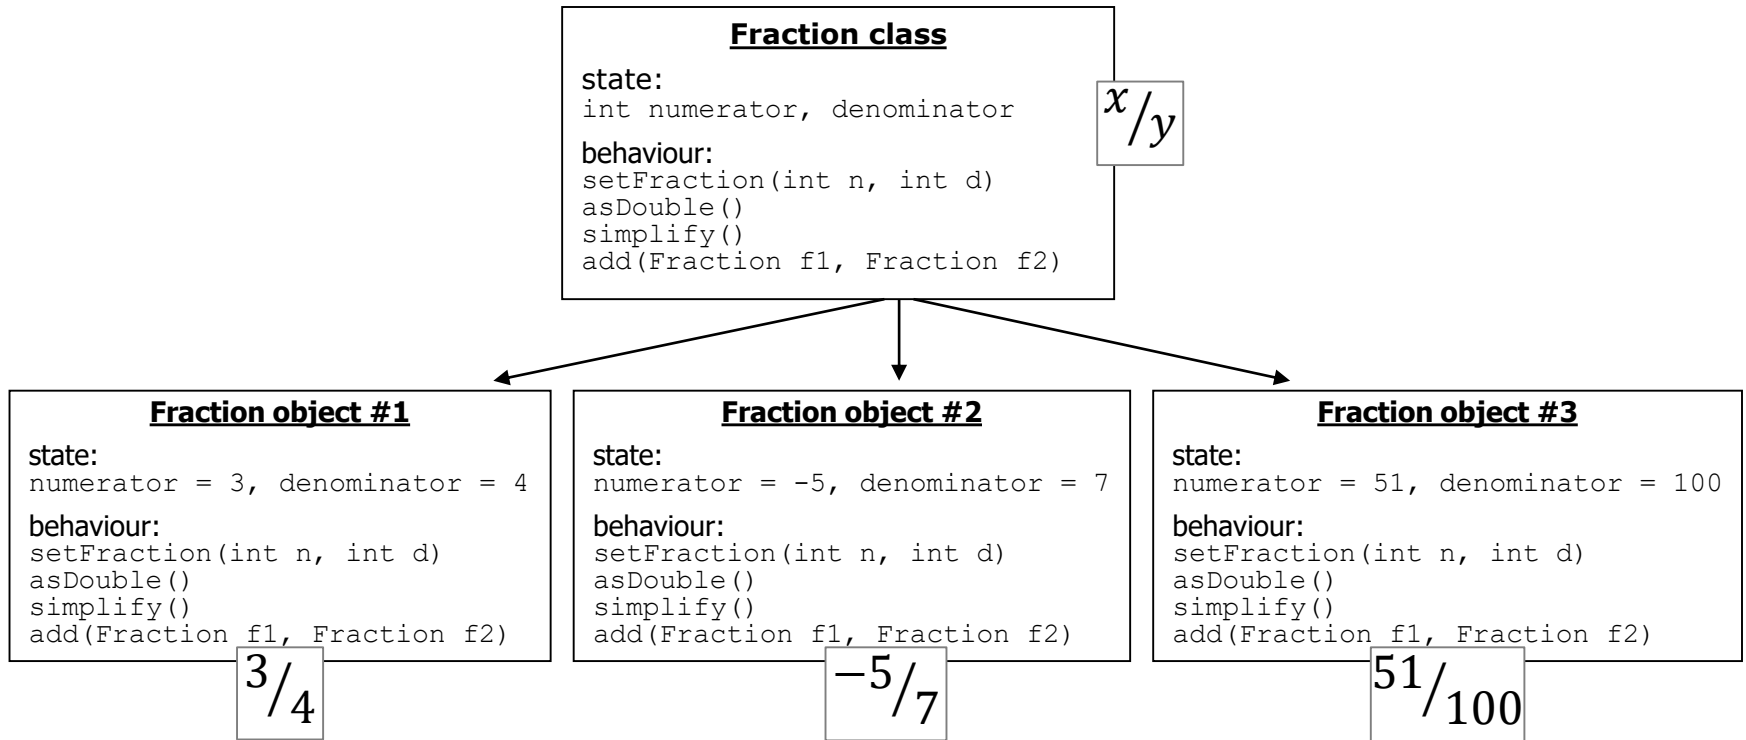 Fraction class
state:
int numerator, denominator
x/y
behaviour:
setFraction(int n, int d)
asDouble()
simplify()
add(Fraction f1, Fraction f2)
Fraction object #1
state:
numerator = 3, denominator = 4
behaviour:
setFraction(int n, int d)
asDouble()
simplify()
add(Fraction f1, Fraction f2)
3/4
Fraction object #2
state:
numerator = -5, denominator = 7
behaviour:
setFraction(int n, int d)
asDouble()
simplify()
add(Fraction f1, Fraction f2)
−5/7
Fraction object #3
state:
numerator = 51, denominator = 100
behaviour:
setFraction(int n, int d)
asDouble()
simplify()
add(Fraction f1, Fraction f2)
51/100